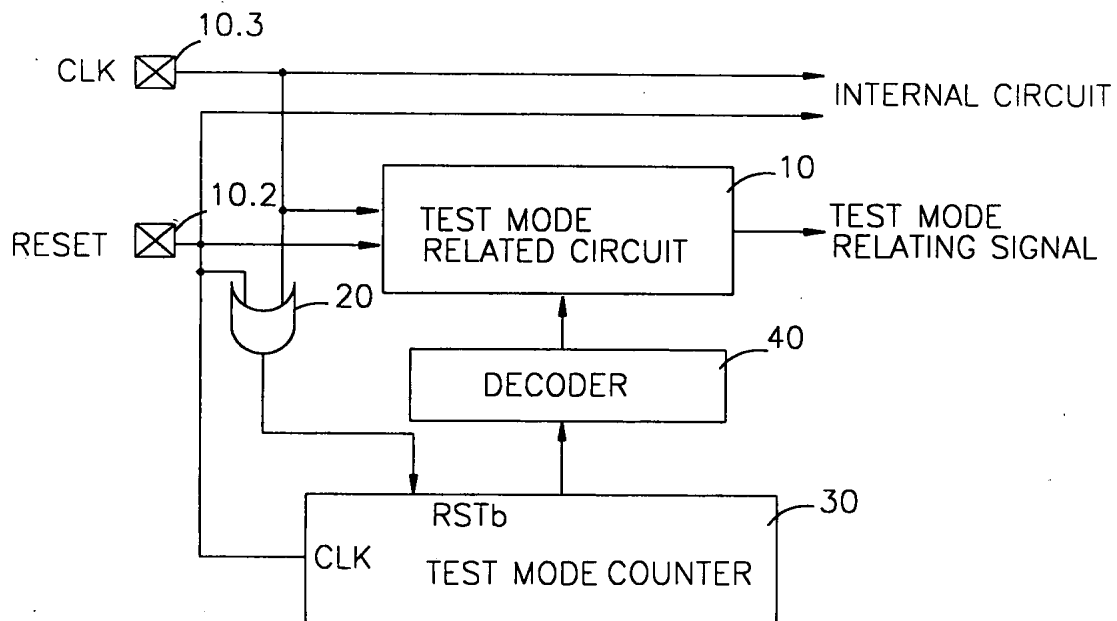 10.3
CLK
INTERNAL CIRCUIT
10
10.2
TEST MODE
RELATED CIRCUIT
TEST MODE
RELATING SIGNAL
RESET
20
40
DECODER
30
RSTb
CLK
TEST MODE COUNTER